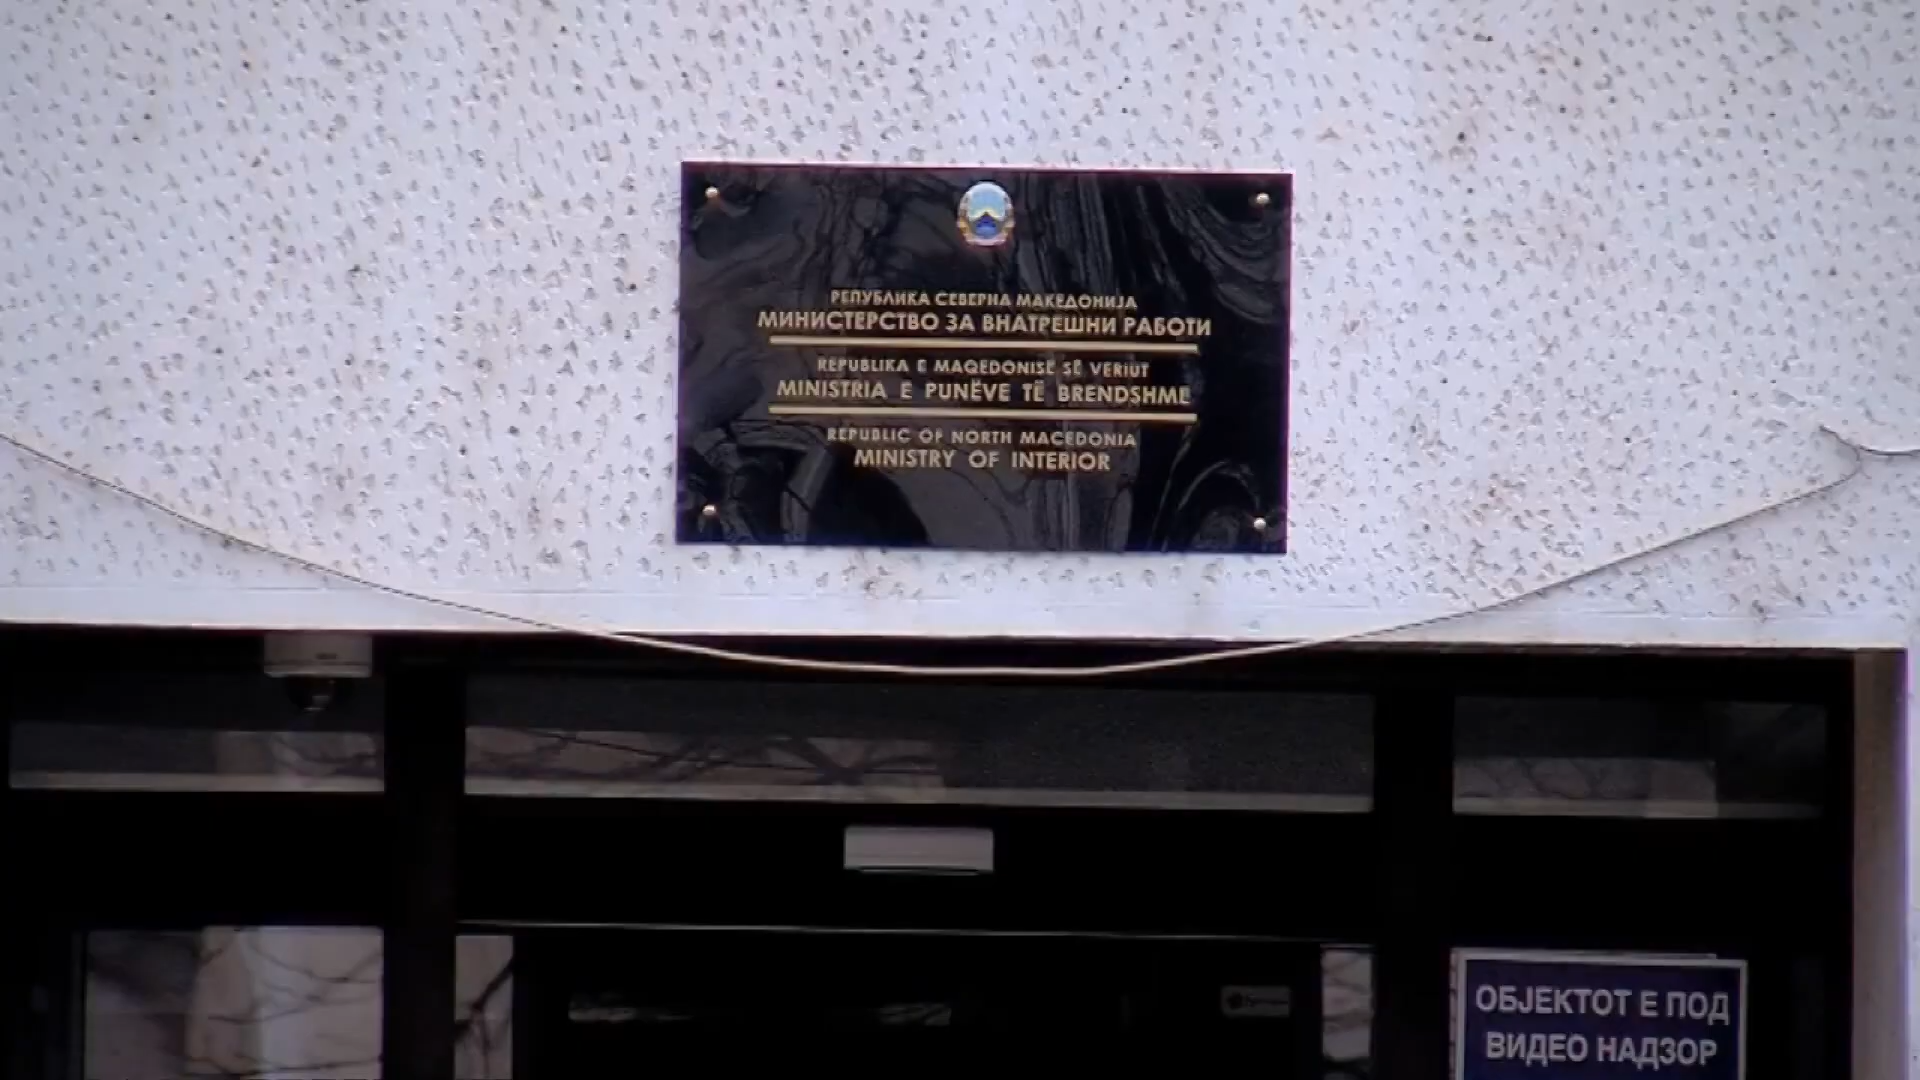 РЕПУБЛИКА СЕВЕРНА МАКЕДОНИЈА
МИНИСТЕРСТВО ЗА ВНАТРЕШНИ РАБОТИ
REPUBLIKA E MAQEDONISË SË VERIUT
MINISTRIA E PUNËVE TË BRENDSHME
REPUBLIC OF NORTH MACEDONIA
MINISTRY OF INTERIOR
ОБЈЕКТОТ Е ПОД
ВИДЕО НАДЗОР